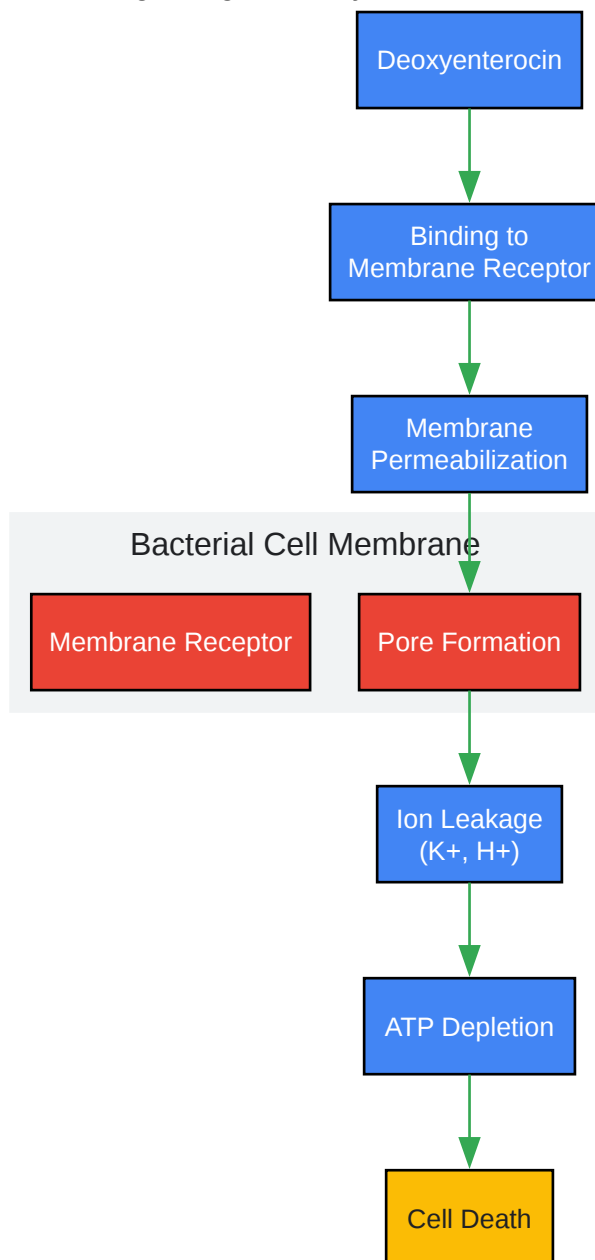 Deoxyenterocin
Binding to
Membrane Receptor
Membrane
Permeabilization
Bacterial Cell Membrane
Membrane Receptor
Pore Formation
Ion Leakage
(K+, H+)
ATP Depletion
Cell Death